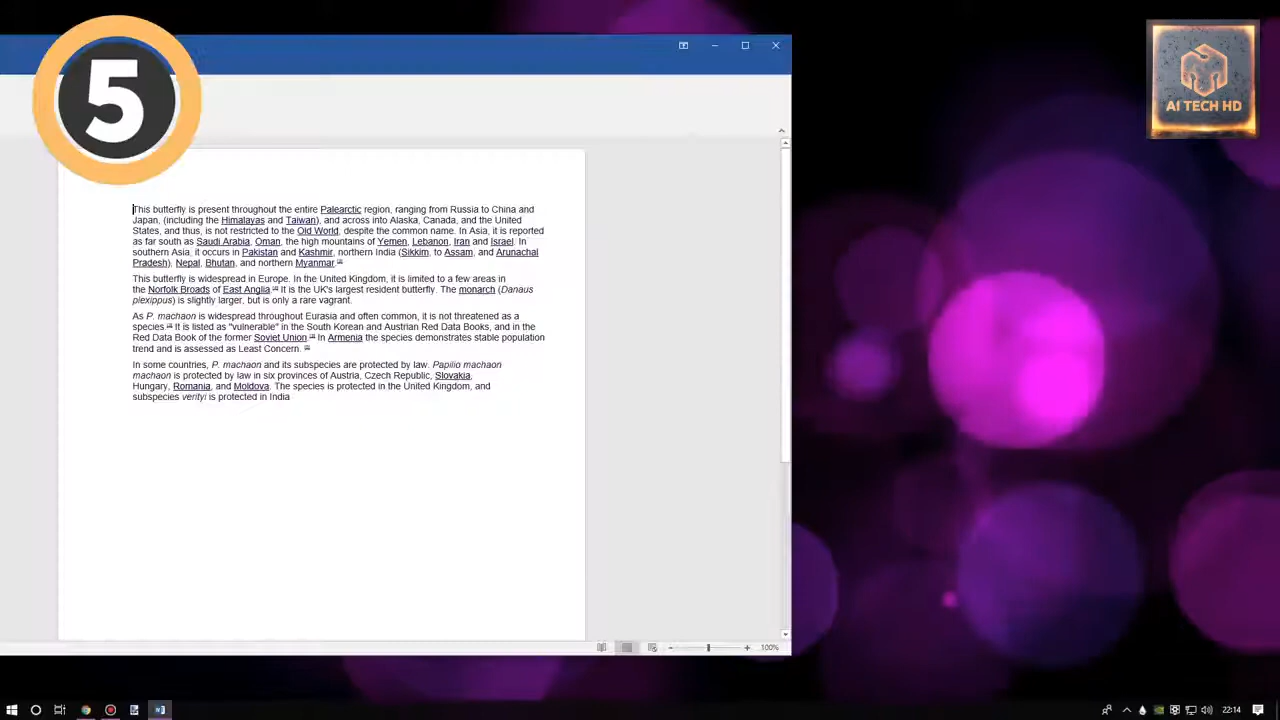 5
AI TECH HD
This butterfly is present throughout the entire Palearctic region, ranging from Russia to China and
Japan, (including the Himalayas and Taiwan), and across into Alaska, Canada, and the United
States, and thus, is not restricted to the Old World, despite the common name. In Asia, it is reported
as far south as Saudi Arabia, Oman, the high mountains of Yemen, Lebanon, Iran and Israel. In
southern Asia, it occurs in Pakistan and Kashmir, northern India (Sikkim, to Assam, and Arunachal
Pradesh), Nepal, Bhutan, and northern Myanmar.
This butterfly is widespread in Europe. In the United Kingdom, it is limited to a few areas in
the Norfolk Broads of East Anglia. It is the UK's largest resident butterfly. The monarch (Danaus
plexippus) is slightly larger, but is only a rare vagrant.
As P. machaon is widespread throughout Eurasia and often common, it is not threatened as a
species. It is listed as "vulnerable" in the South Korean and Austrian Red Data Books, and in the
Red Data Book of the former Soviet Union. In Armenia the species demonstrates stable population
trend and is assessed as Least Concern.
In some countries, P. machaon and its subspecies are protected by law. Papilio machaon
machaon is protected by law in six provinces of Austria, Czech Republic, Slovakia,
Hungary, Romania, and Moldova. The species is protected in the United Kingdom, and
subspecies verityi is protected in India
100%
22:14